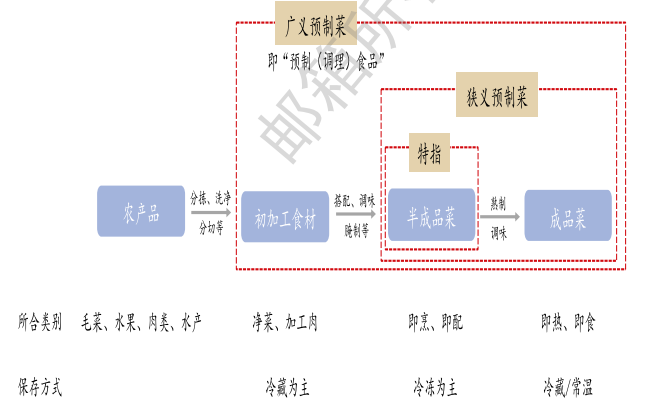 广义预制菜
即“预制（调理）食品”
狭义预制菜
特指
农产品
分拣、洗净
分切等
初加工食材
搭配、调味
腌制等
半成品菜
熟制
调味
成品菜
所合类别 毛菜、水果、肉类、水产 净菜、加工肉 即烹、即配 即热、即食
保存方式 冷藏为主 冷冻为主 冷藏/常温
邮箱所